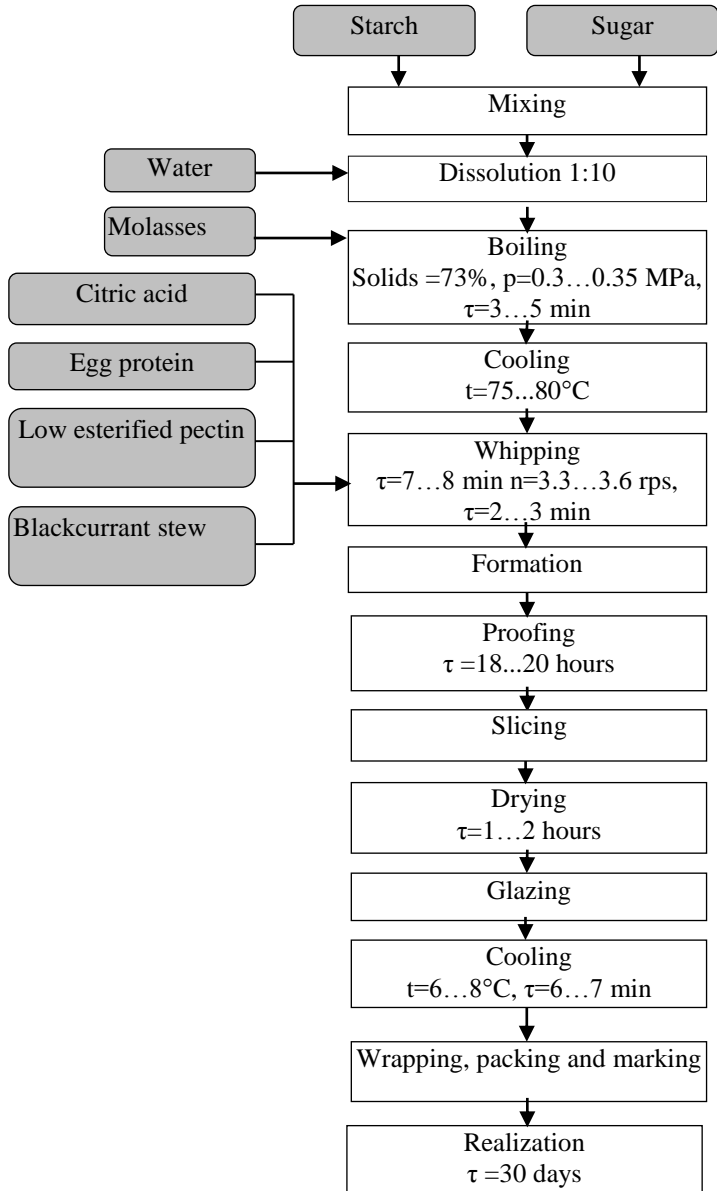 Starch
Sugar
Mixing
Water
Dissolution 1:10
Molasses
Boiling
Solids =73%, p=0.3…0.35 MPa,
τ=3…5 min
Citric acid
Egg protein
Cooling
t=75...80°C
Low esterified pectin
Whipping
τ=7…8 min n=3.3…3.6 rps,
τ=2…3 min
Blackcurrant stew
Formation
Proofing
τ =18...20 hours
Slicing
Drying
τ=1…2 hours
Glazing
Cooling
t=6…8°C, τ=6…7 min
Wrapping, packing and marking
Realization
τ =30 days